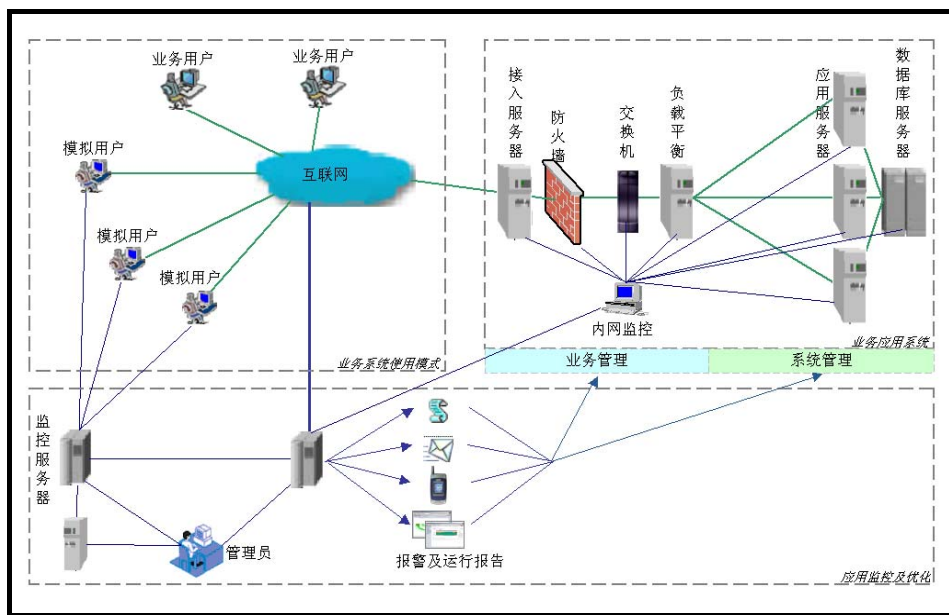 业务用户
业务用户
模拟用户
互联网
模拟用户
模拟用户
业务系统使用模式
接入服务器
防火墙
交换机
负载平衡
应用服务器
数据库服务器
内网监控
业务应用系统
业务管理
系统管理
监控服务器
管理员
报警及运行报告
应用监控及优化